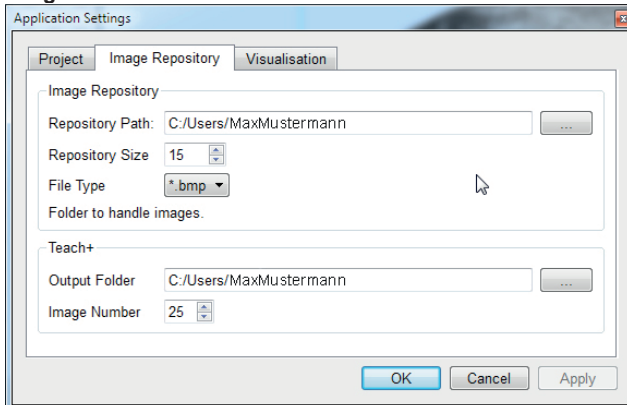 Application Settings
Project Image Repository Visualisation
Image Repository
Repository Path: C:/Users/MaxMustermann ...
Repository Size 15
File Type *.bmp
Folder to handle images.
Teach+
Output Folder C:/Users/MaxMustermann ...
Image Number 25
OK Cancel Apply